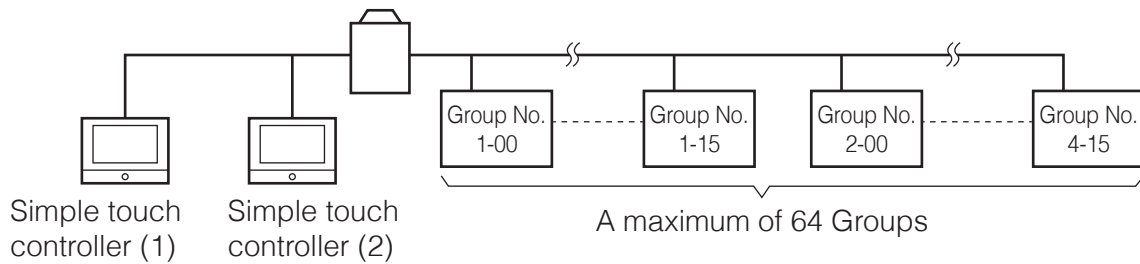 Group No.
1-00
Group No.
1-15
Group No.
2-00
Group No.
4-15
Simple touch
controller (1)
Simple touch
controller (2)
A maximum of 64 Groups